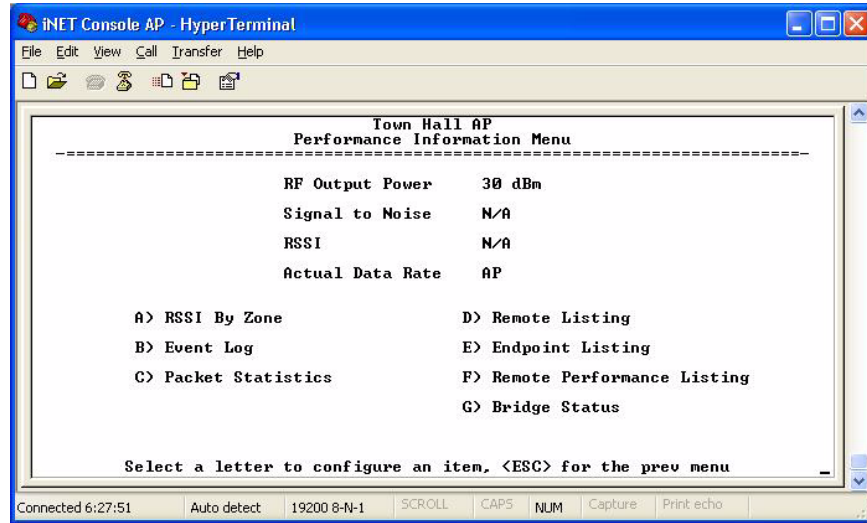 iNET Console AP - HyperTerminal
File Edit View Call Transfer Help
Town Hall AP
Performance Information Menu
-==========================================================================-
RF Output Power 30 dBm
Signal to Noise N/A
RSSI N/A
Actual Data Rate AP
A) RSSI By Zone D) Remote Listing
B) Event Log E) Endpoint Listing
C) Packet Statistics F) Remote Performance Listing
G) Bridge Status
Select a letter to configure an item, <ESC> for the prev menu _
Connected 6:27:51 Auto detect 19200 8-N-1 SCROLL CAPS NUM Capture Print echo